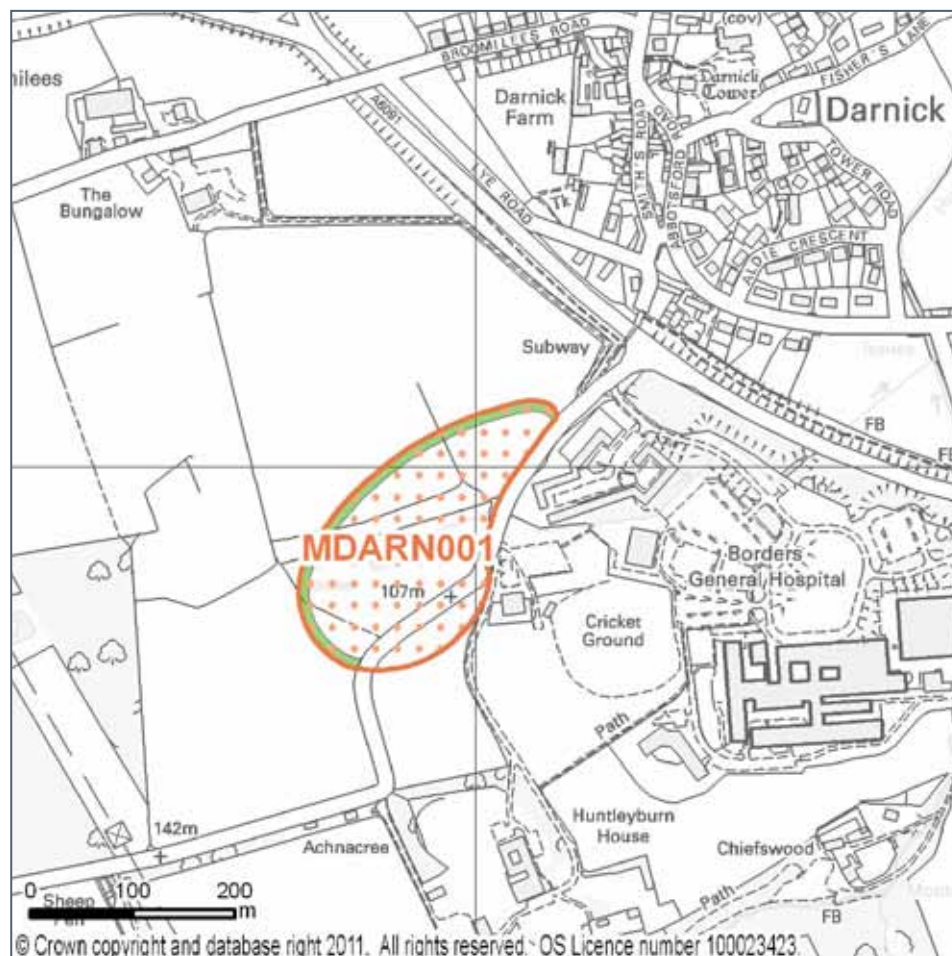 (cov)
BROOMILEES ROAD
FISHER'S LANE
Darnick
Tower
milees
A6091
Darnick
Farm
SMITH'S ROAD
ABBOTSFORD ROAD
Darnick
TOWER ROAD
LYE ROAD
Tk
The
Bungalow
ALDIE CRESCENT
Subway
FB
FB
MDARN001
107m
Borders
General Hospital
Cricket
Ground
Path
142m
Achnacree
Huntleyburn
House
Chiefswood
Path
FB
0 100 200
m
Sheep
© Crown copyright and database right 2011. All rights reserved. OS Licence number 100023423.